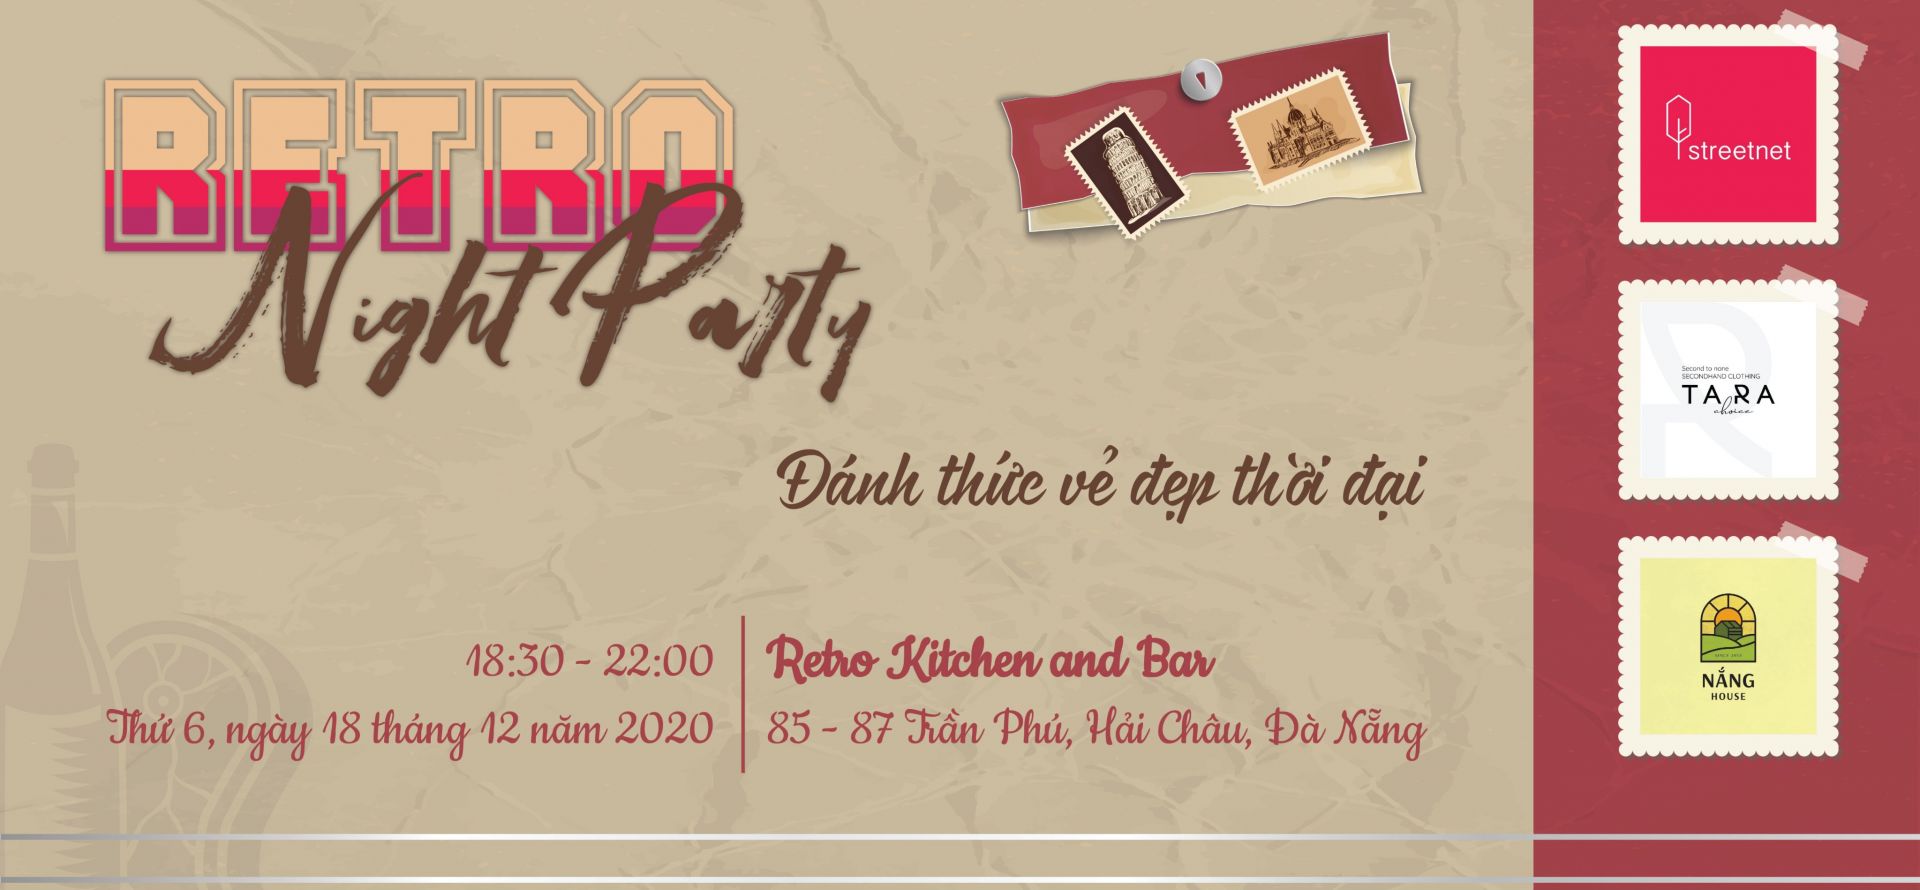 RETRO
Night Party
Đánh thức vẻ đẹp thời đại
18:30 - 22:00
Thứ 6, ngày 18 tháng 12 năm 2020
Retro Kitchen and Bar
85 - 87 Trần Phú, Hải Châu, Đà Nẵng
streetnet
Second to none
SECONDHAND CLOTHING
TARA
choice
NẮNG
HOUSE